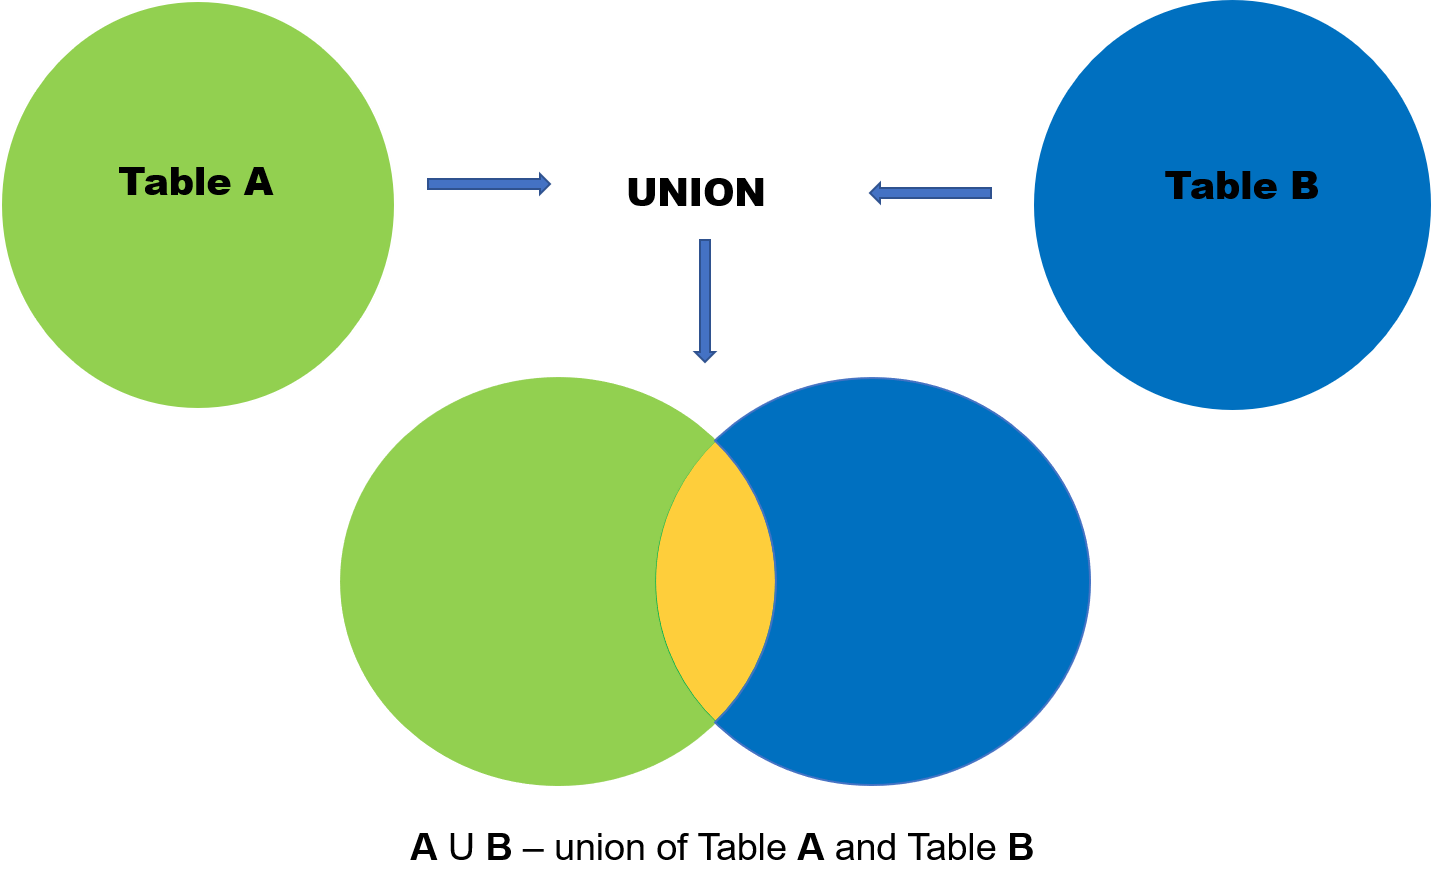 Table A
UNION
Table B
A U B – union of Table A and Table B